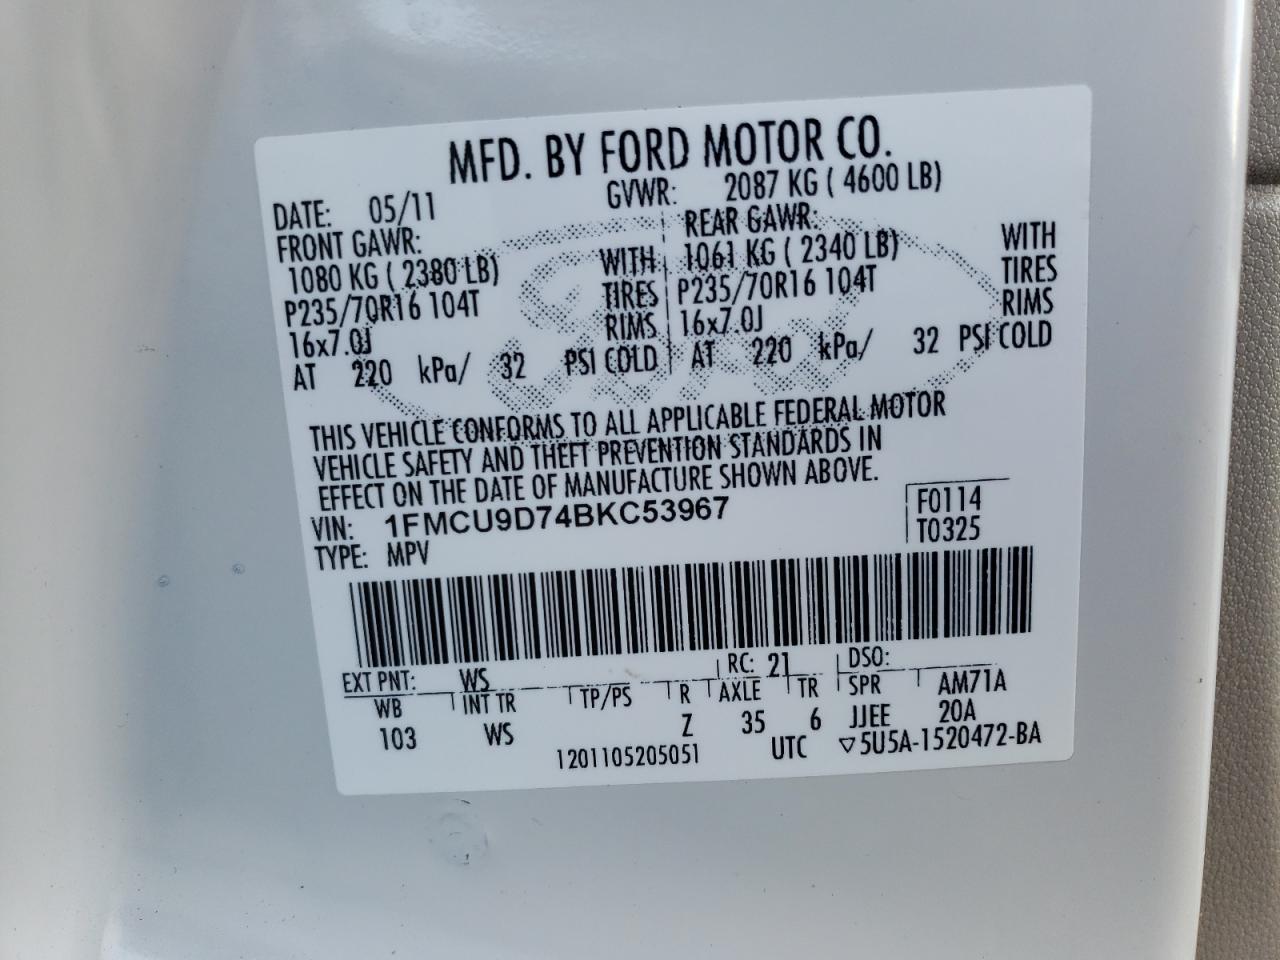 MFD. BY FORD MOTOR CO.
DATE: 05/11 GVWR: 2087 KG ( 4600 LB)
FRONT GAWR: REAR GAWR:
1080 KG ( 2380 LB) WITH 1061 KG ( 2340 LB) WITH
P235/70R16 104T TIRES P235/70R16 104T TIRES
16x7.0J RIMS 16x7.0J RIMS
AT 220 kPa/ 32 PSI COLD AT 220 kPa/ 32 PSI COLD
THIS VEHICLE CONFORMS TO ALL APPLICABLE FEDERAL MOTOR
VEHICLE SAFETY AND THEFT PREVENTION STANDARDS IN
EFFECT ON THE DATE OF MANUFACTURE SHOWN ABOVE.
VIN: 1FMCU9D74BKC53967 F0114
TYPE: MPV T0325
EXT PNT: WS RC: 21 DSO:
WB INT TR TP/PS R AXLE TR SPR AM71A
103 WS Z 35 6 JJEE 20A
1201105205051 UTC ▽5U5A-1520472-BA
Ford